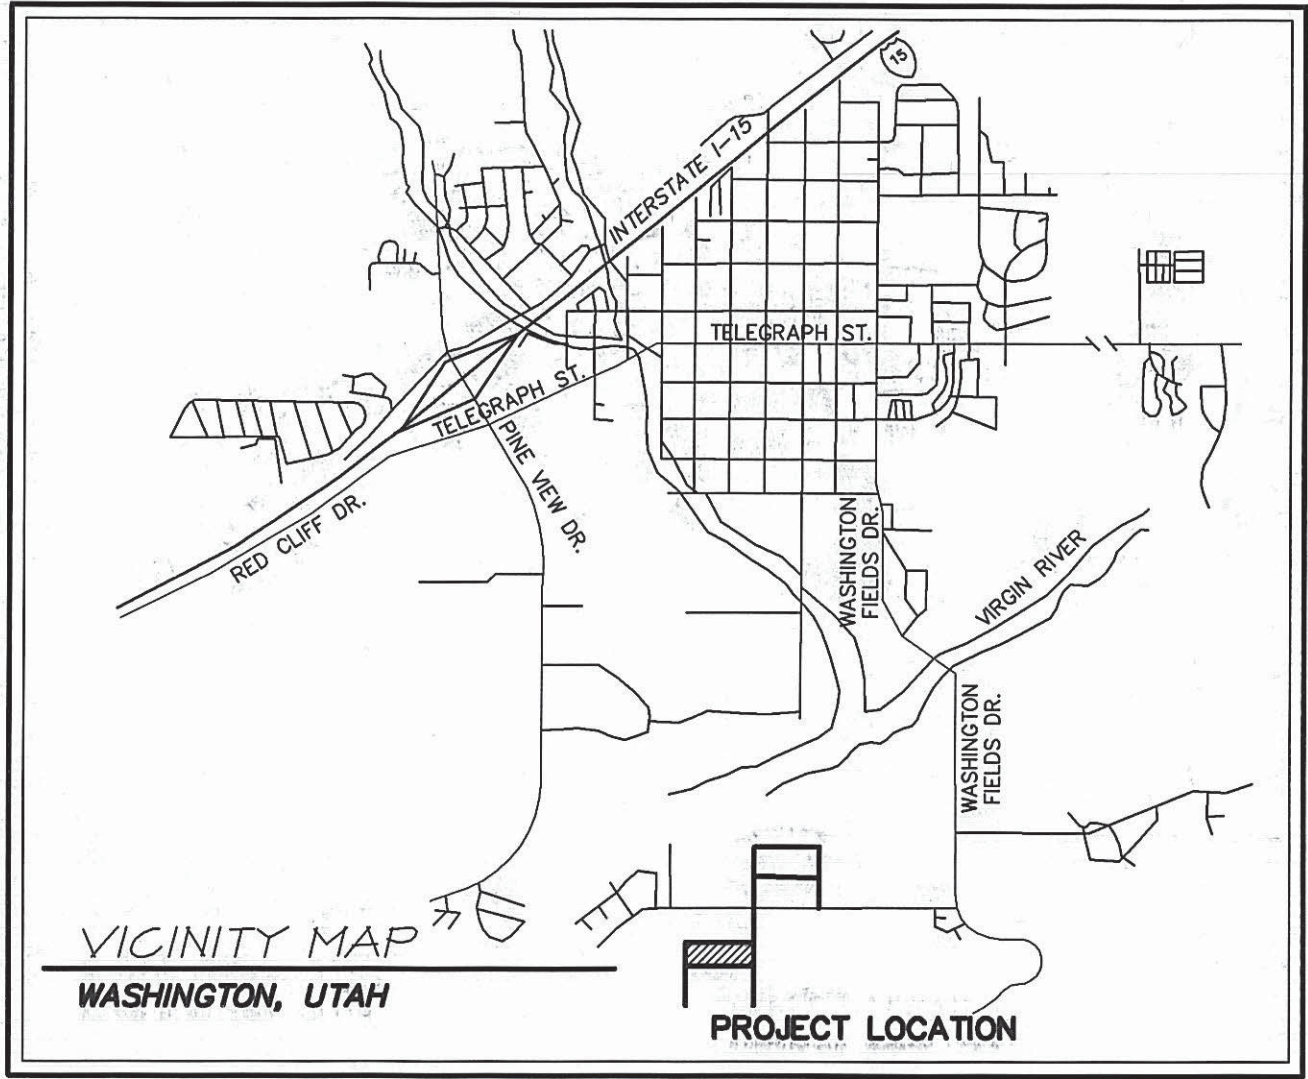 15
INTERSTATE I-15
TELEGRAPH ST.
TELEGRAPH ST.
PINE VIEW DR.
RED CLIFF DR.
WASHINGTON
FIELDS DR.
VIRGIN RIVER
WASHINGTON
FIELDS DR.
VICINITY MAP
WASHINGTON, UTAH
PROJECT LOCATION